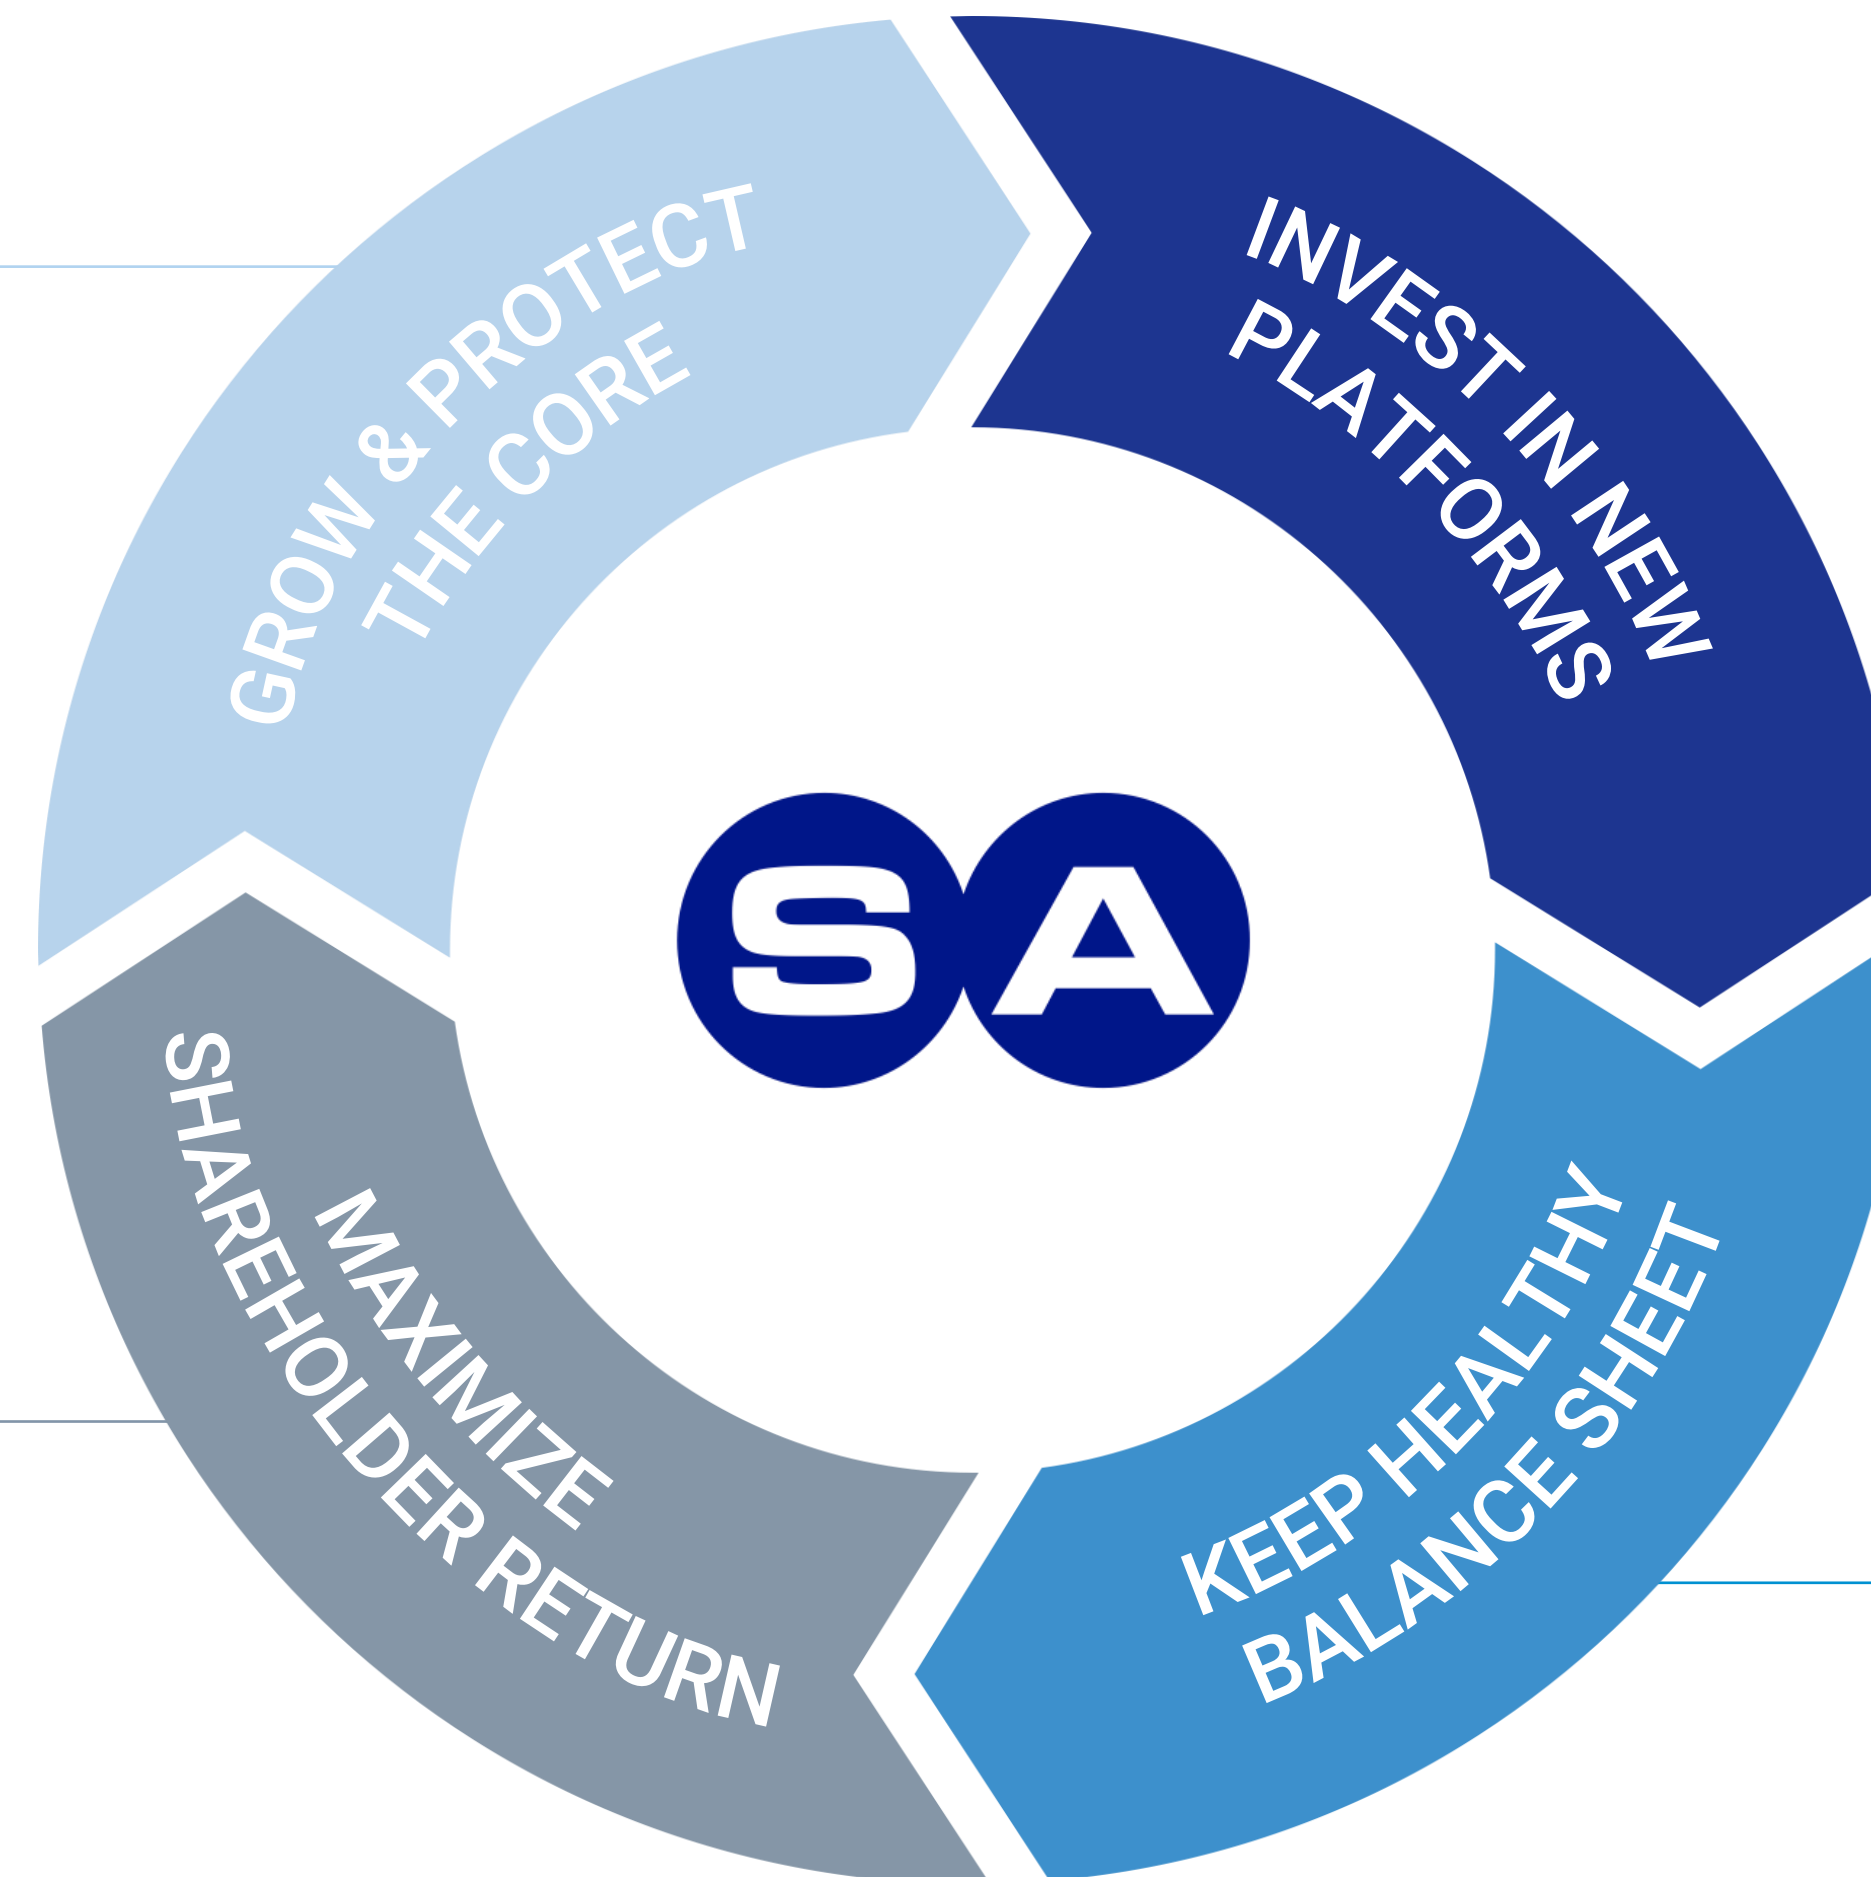 GROW & PROTECT
THE CORE
INVEST IN NEW
PLATFORMS
SA
KEEP HEALTHY
BALANCE SHEET
MAXIMIZE
SHAREHOLDER RETURN